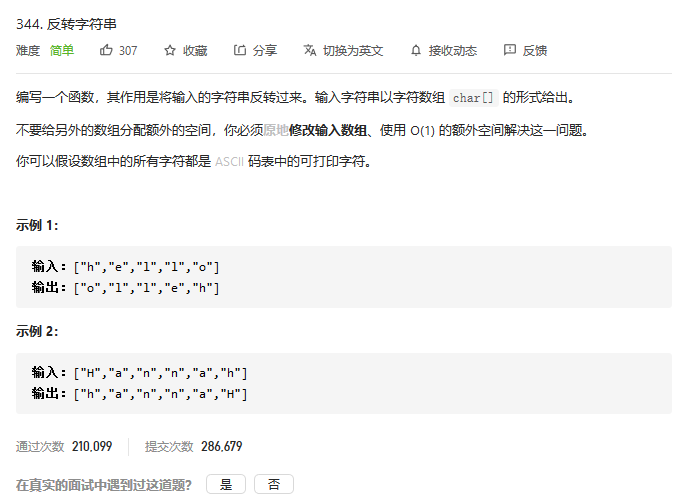 344. 反转字符串
难度 简单 307 收藏 分享 切换为英文 接收动态 反馈
编写一个函数，其作用是将输入的字符串反转过来。输入字符串以字符数组 char[] 的形式给出。
不要给另外的数组分配额外的空间，你必须原地修改输入数组、使用 O(1) 的额外空间解决这一问题。
你可以假设数组中的所有字符都是 ASCII 码表中的可打印字符。
示例 1：
输入：["h","e","l","l","o"]
输出：["o","l","l","e","h"]
示例 2：
输入：["H","a","n","n","a","h"]
输出：["h","a","n","n","a","H"]
通过次数 210,099 提交次数 286,679
在真实的面试中遇到过这道题？ 是 否